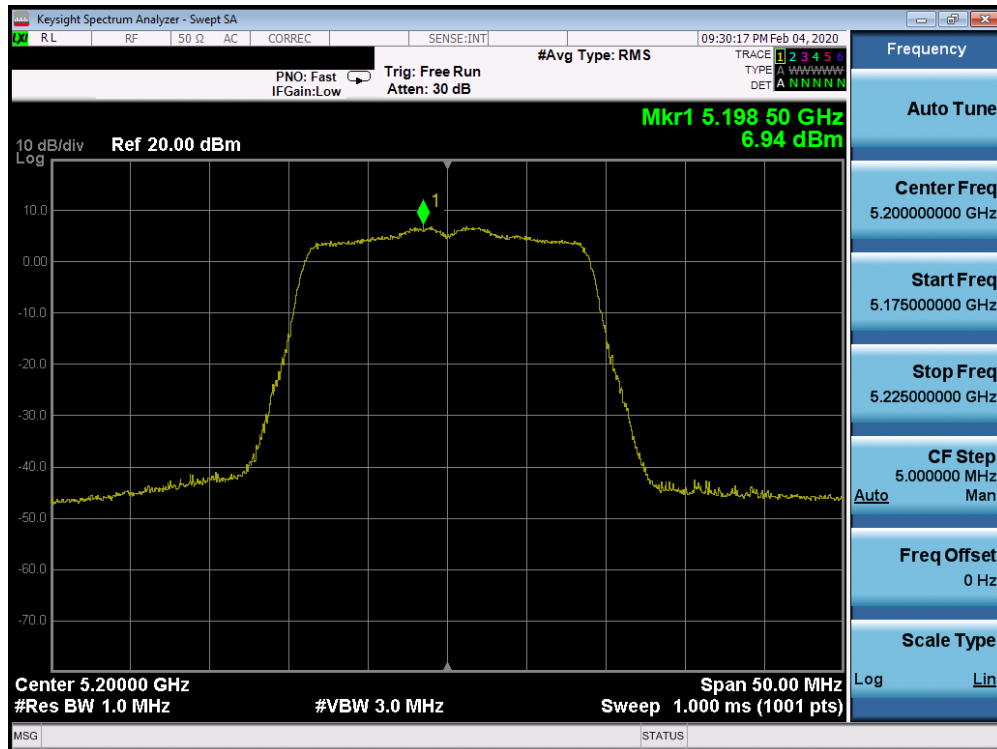 Keysight Spectrum Analyzer - Swept SA
LXI RL RF 50 Ω AC CORREC SENSE:INT 09:30:17 PM Feb 04, 2020
#Avg Type: RMS
TRACE 1 2 3 4 5 6
PNO: Fast Trig: Free Run TYPE A WWWWW
IFGain:Low Atten: 30 dB DET A N N N N N
Mkr1 5.198 50 GHz
6.94 dBm
10 dB/div Ref 20.00 dBm
Log
1
10.0
0.00
-10.0
-20.0
-30.0
-40.0
-50.0
-60.0
-70.0
Center 5.20000 GHz Span 50.00 MHz
#Res BW 1.0 MHz #VBW 3.0 MHz Sweep 1.000 ms (1001 pts)
MSG STATUS
Frequency
Auto Tune
Center Freq
5.200000000 GHz
Start Freq
5.175000000 GHz
Stop Freq
5.225000000 GHz
CF Step
5.000000 MHz
Auto Man
Freq Offset
0 Hz
Scale Type
Log Lin